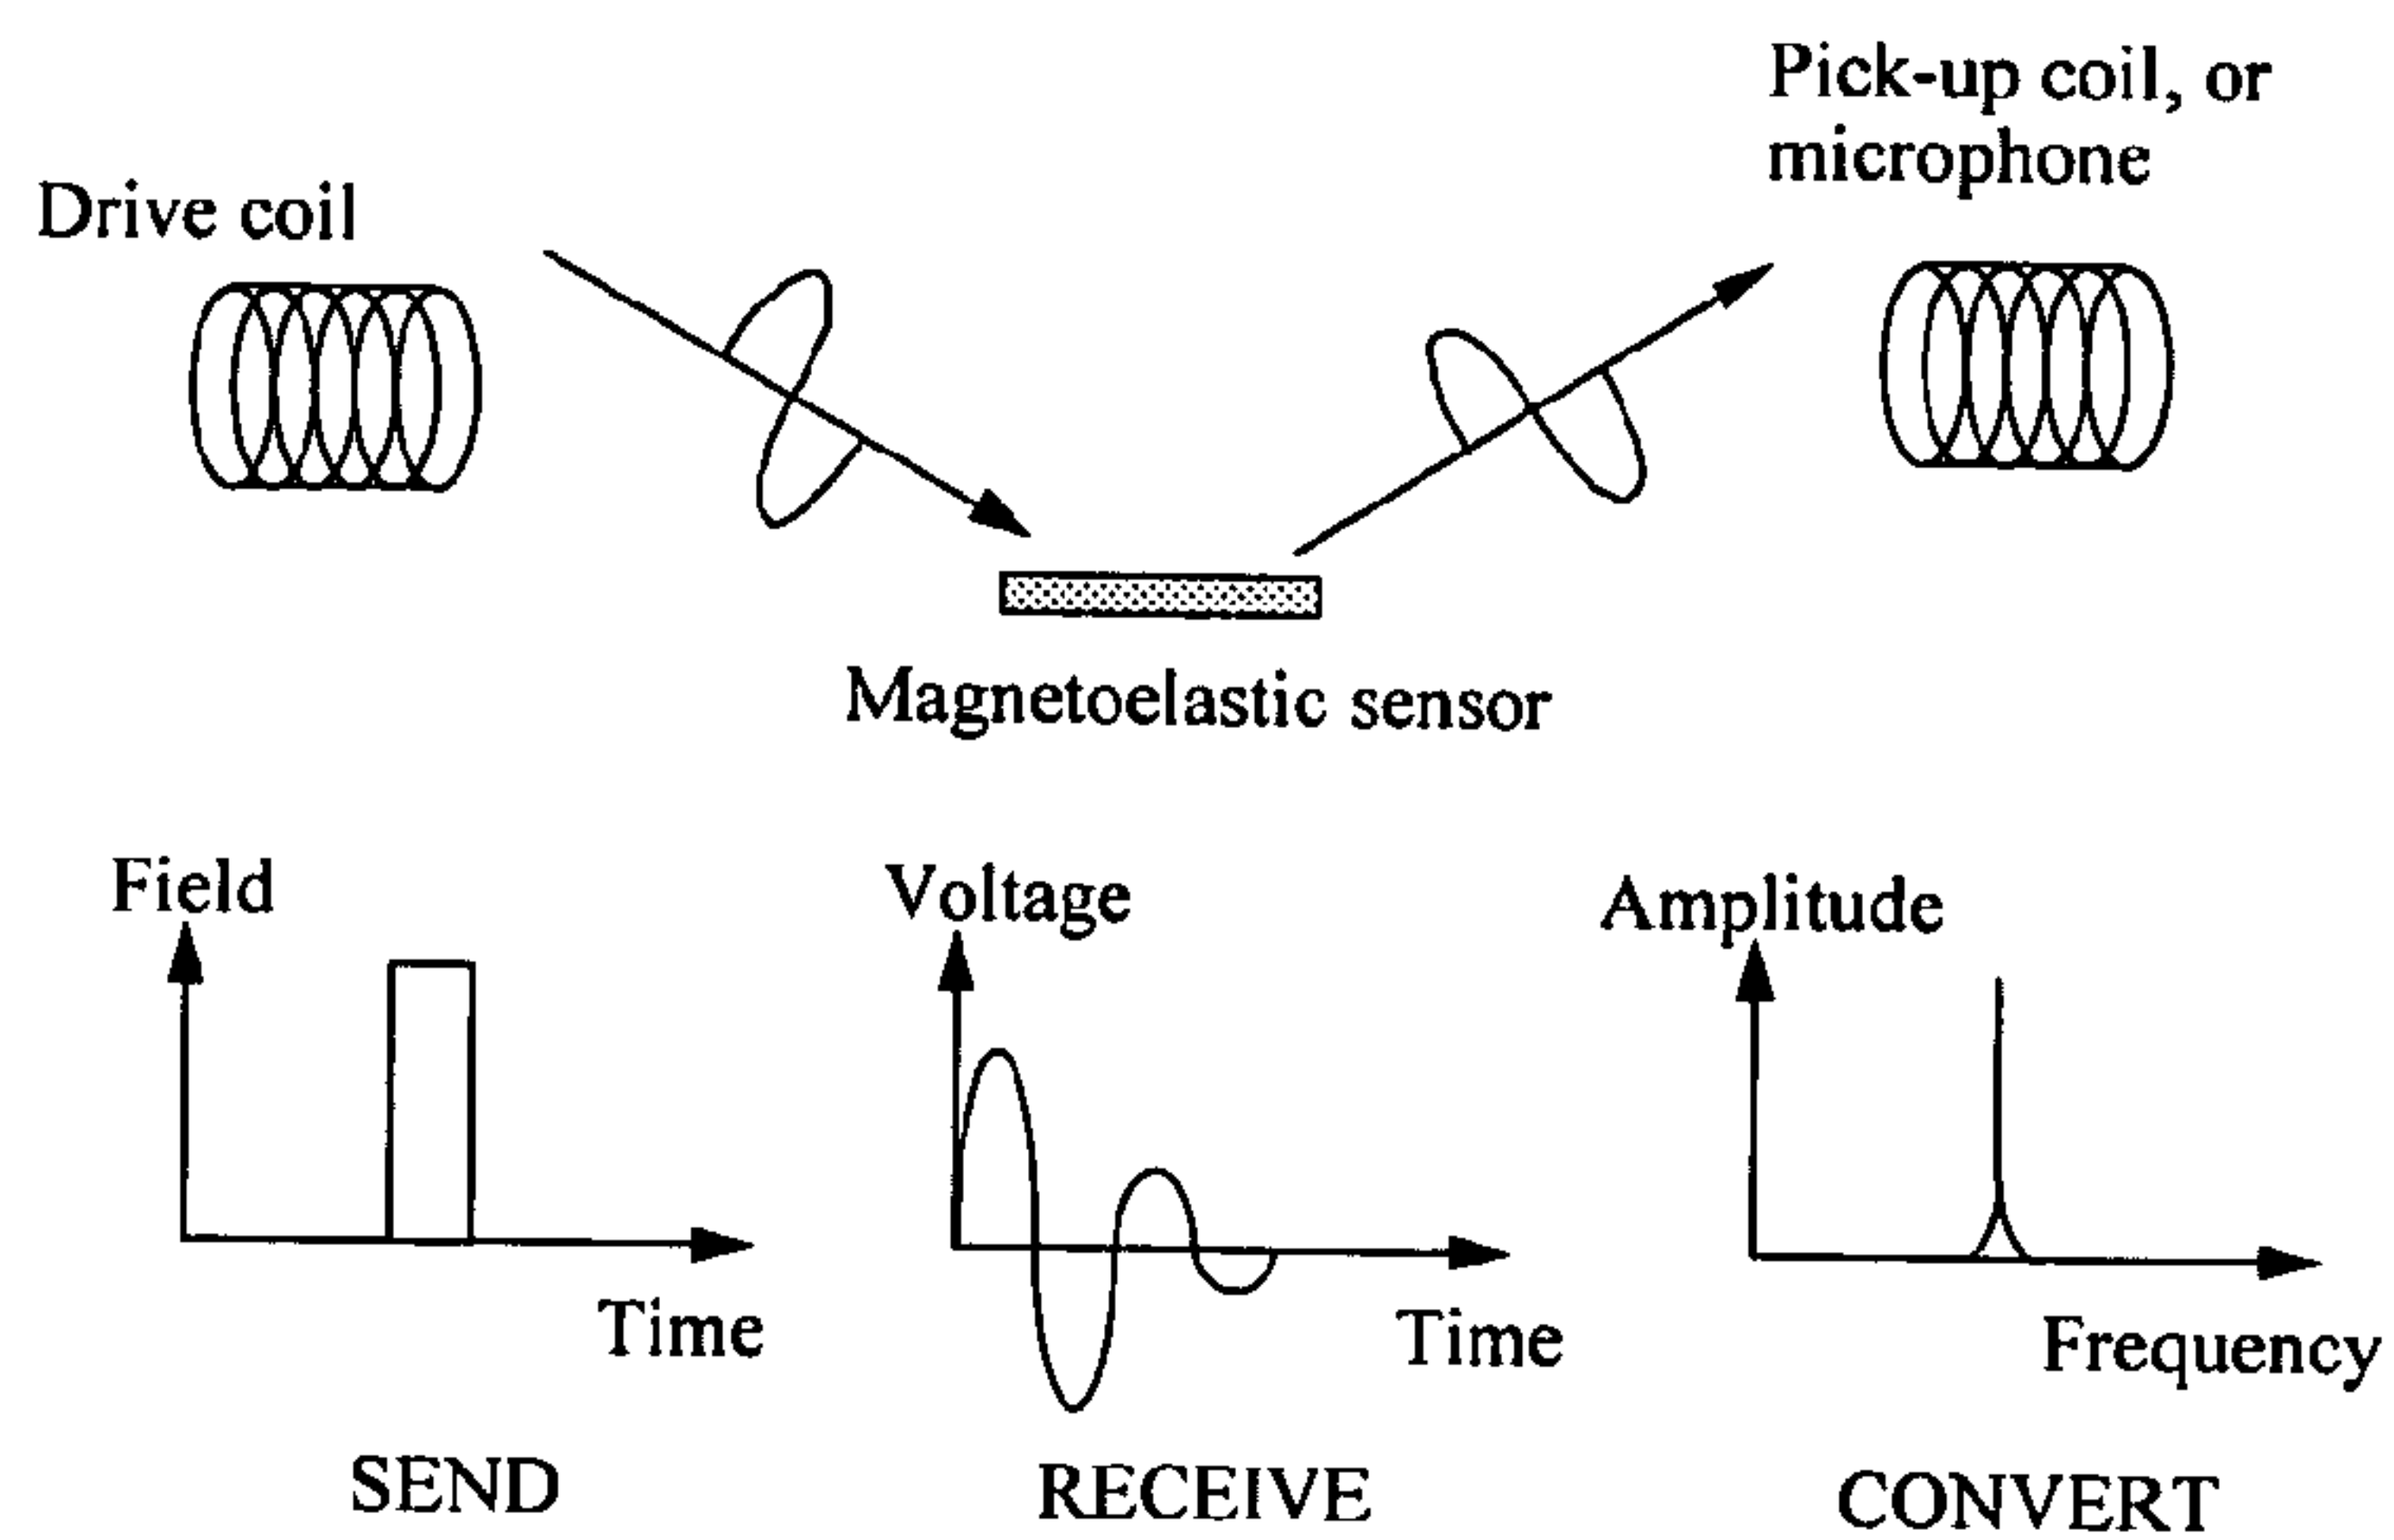 Pick-up coil, or
microphone
Drive coil
Magnetoelastic sensor
Field
Voltage
Amplitude
Time
Time
Frequency
SEND
RECEIVE
CONVERT